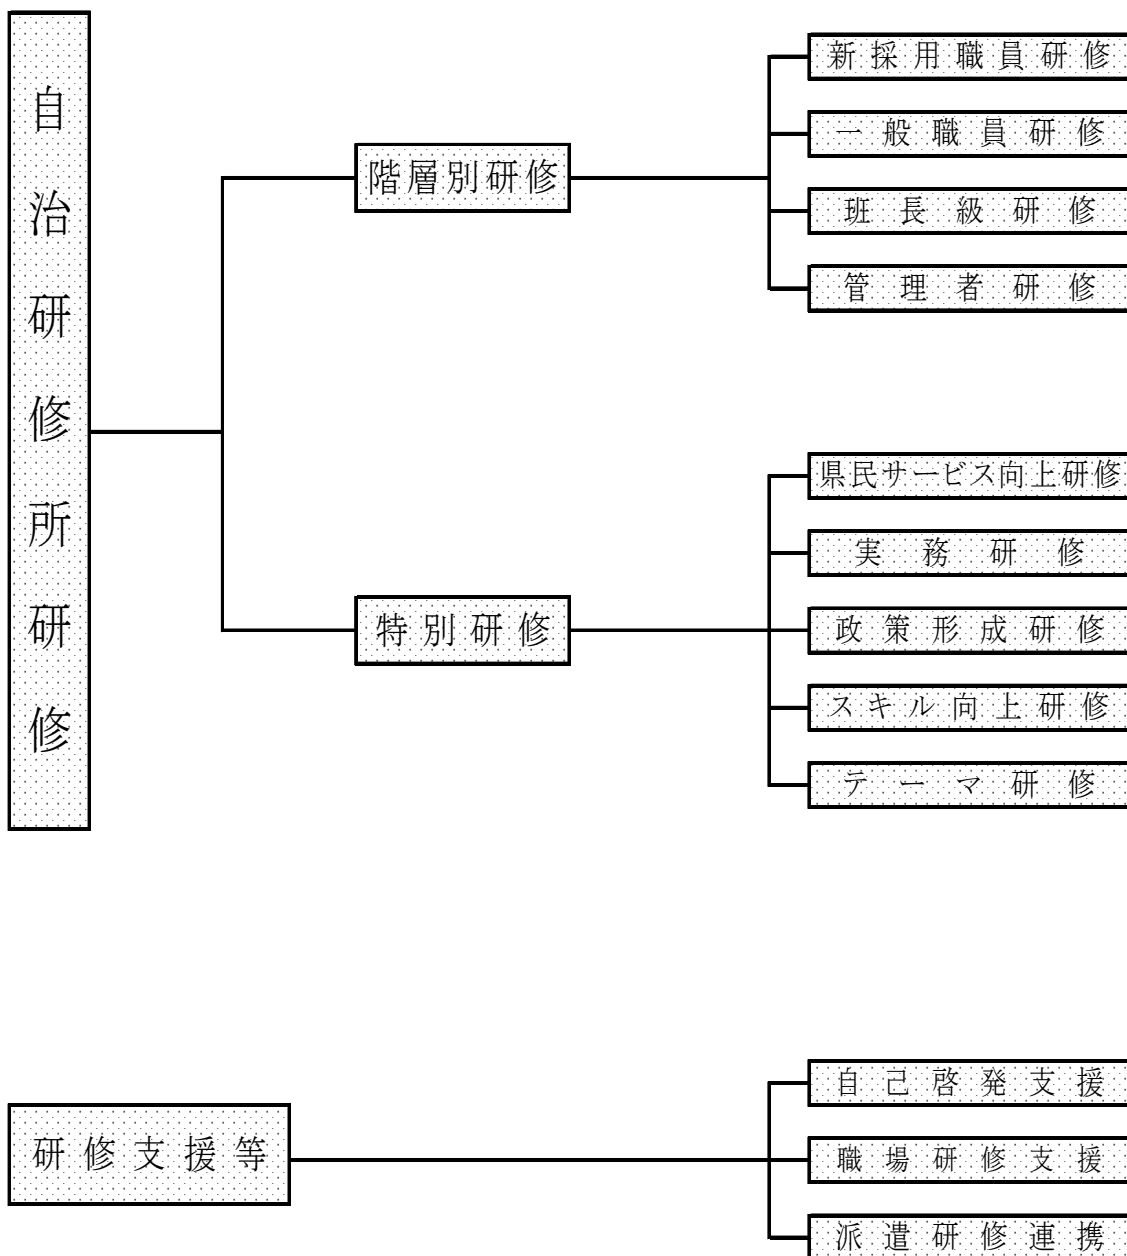 自治研修所研修
階層別研修
新採用職員研修
一般職員研修
班長級研修
管理者研修
特別研修
県民サービス向上研修
実務研修
政策形成研修
スキル向上研修
テーマ研修
研修支援等
自己啓発支援
職場研修支援
派遣研修連携